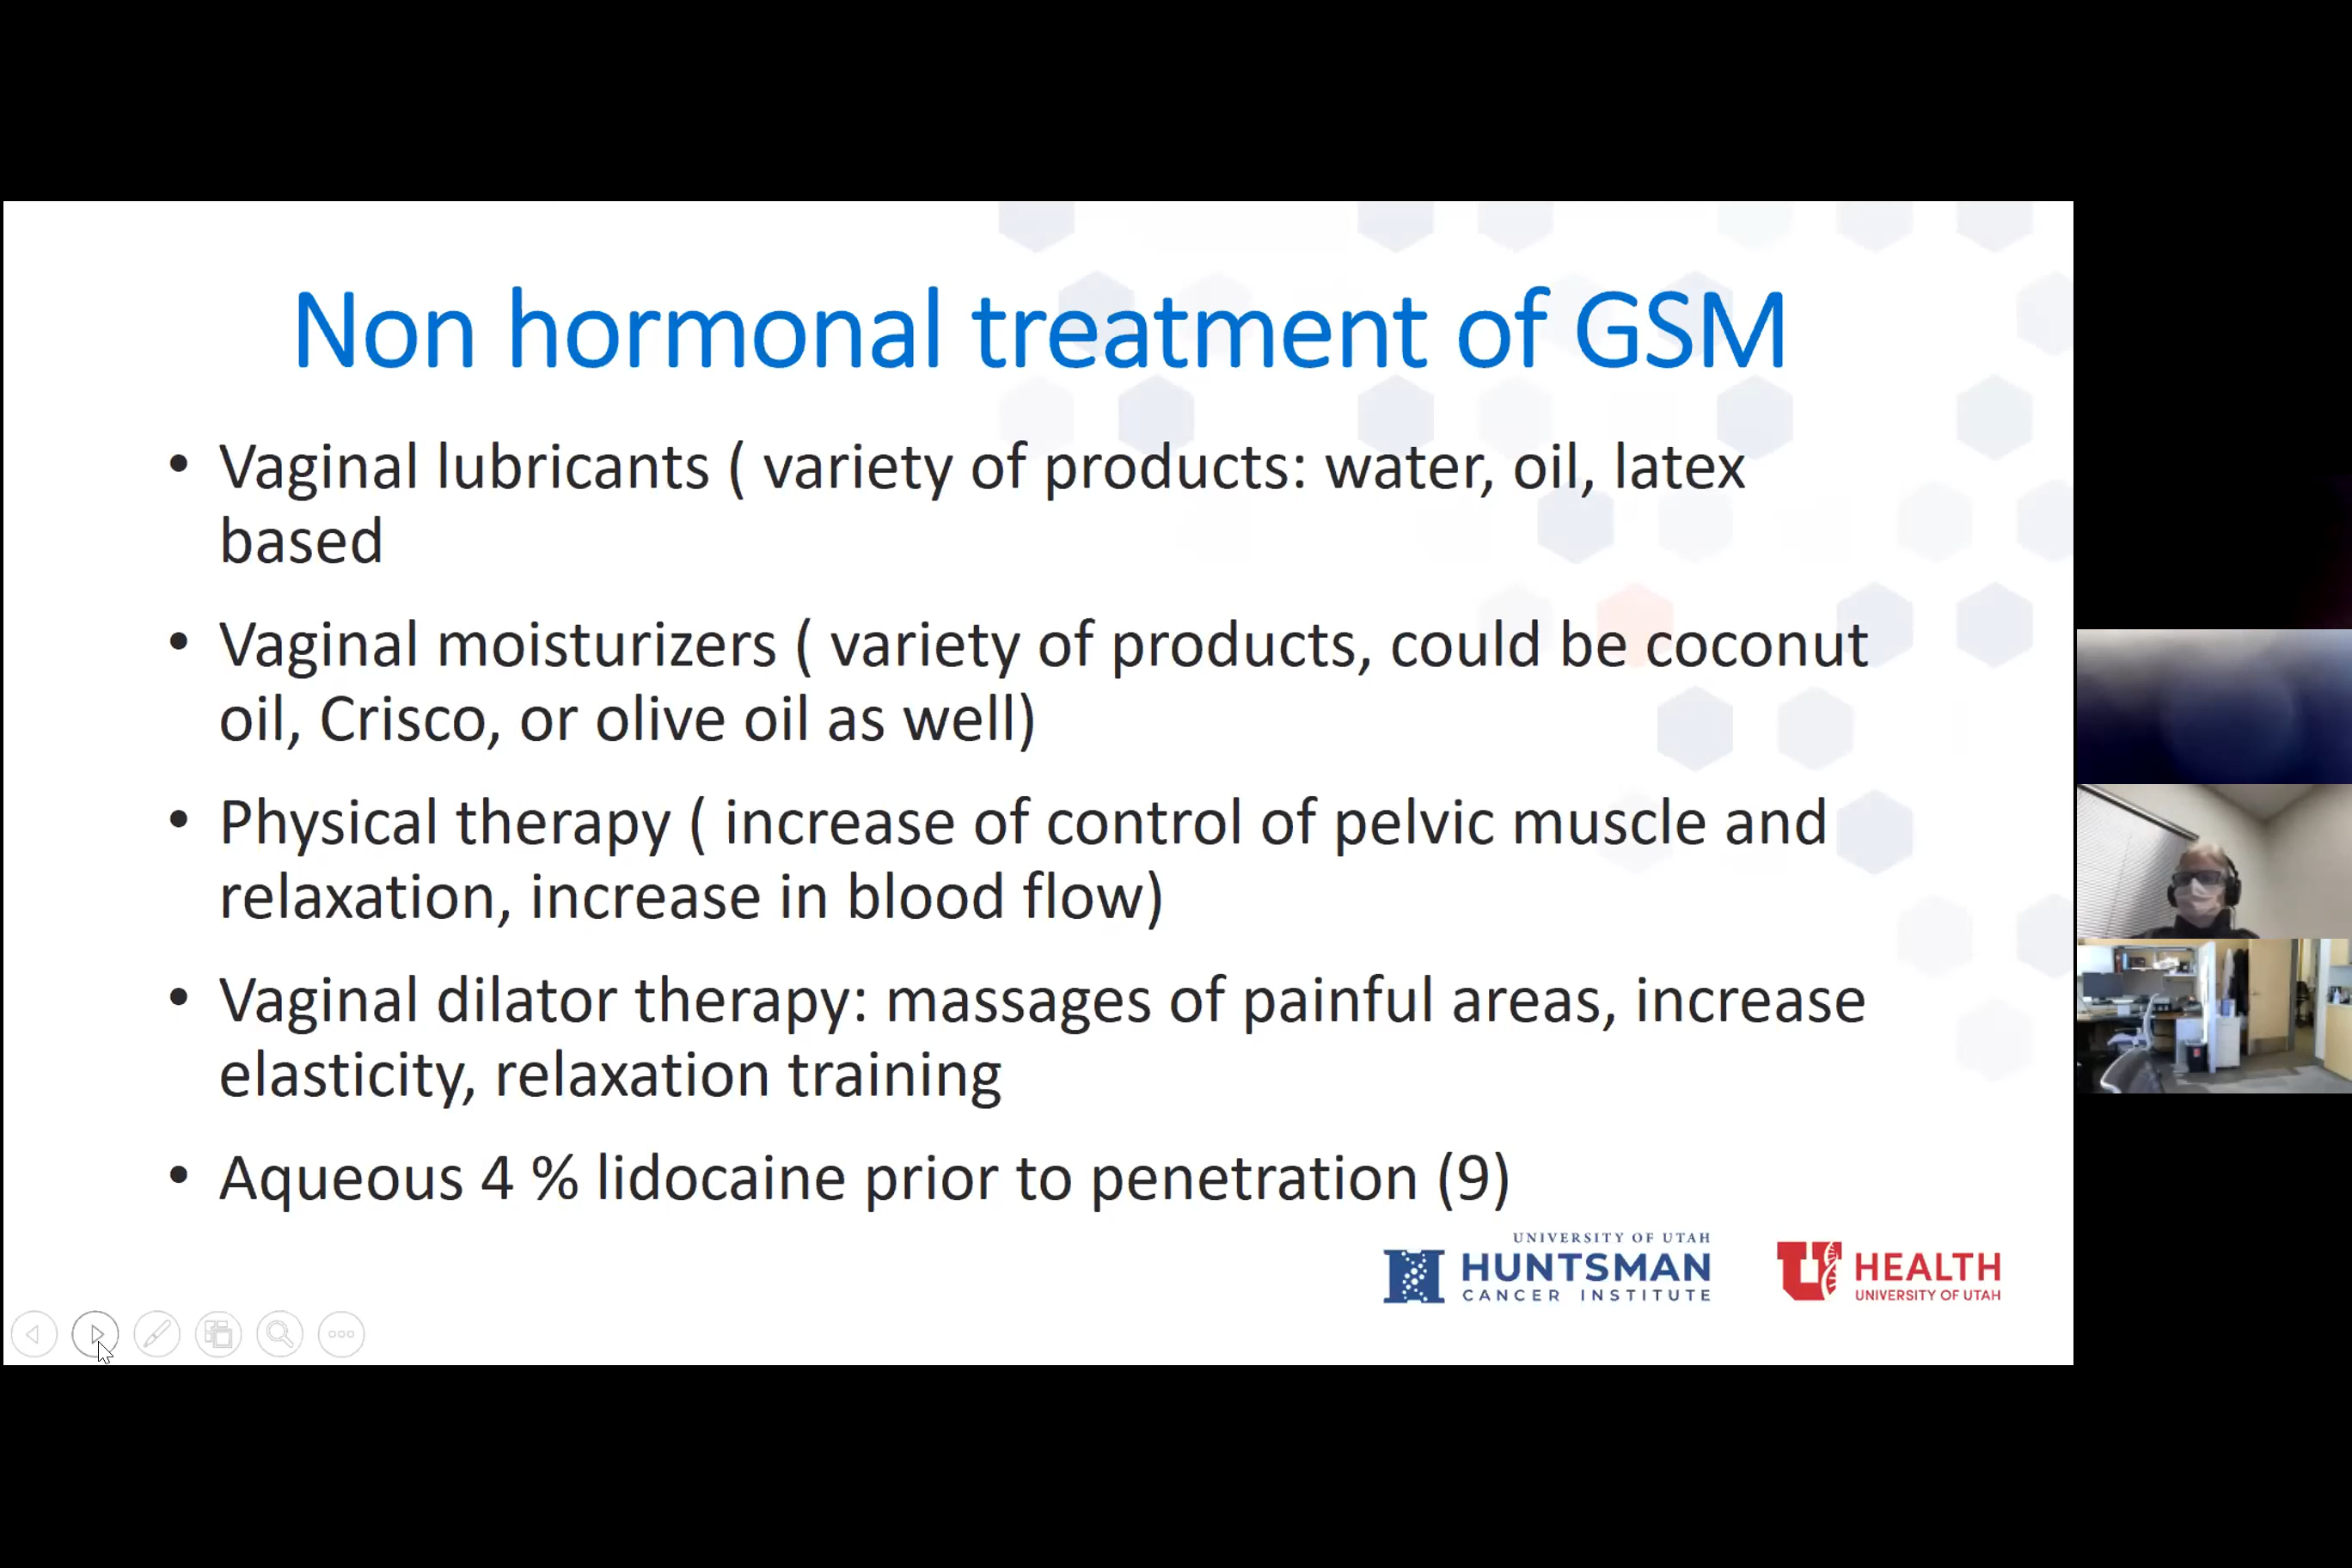 Non hormonal treatment of GSM
• Vaginal lubricants ( variety of products: water, oil, latex
based
• Vaginal moisturizers ( variety of products, could be coconut
oil, Crisco, or olive oil as well)
• Physical therapy ( increase of control of pelvic muscle and
relaxation, increase in blood flow)
• Vaginal dilator therapy: massages of painful areas, increase
elasticity, relaxation training
• Aqueous 4 % lidocaine prior to penetration (9)
UNIVERSITY OF UTAH
HUNTSMAN
CANCER INSTITUTE
U HEALTH
UNIVERSITY OF UTAH